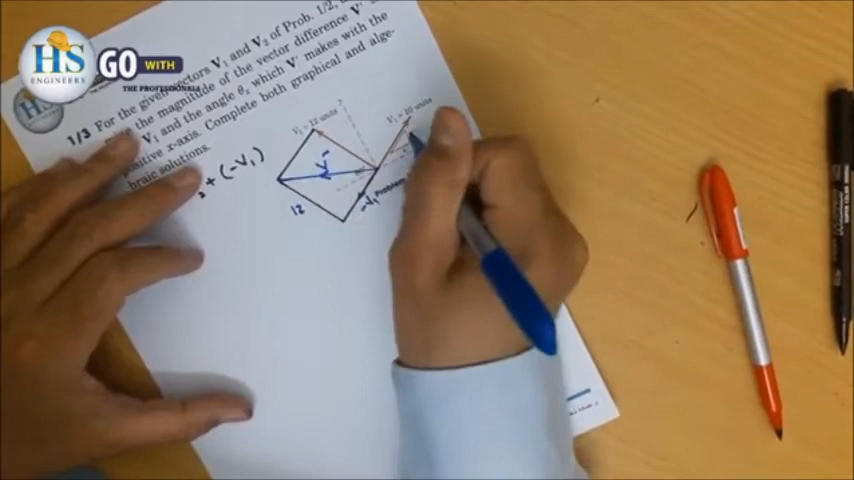 HS
ENGINEERS
GO WITH
THE PROFESSIONALS
1/3 For the given vectors V₁ and V₂ of Prob. 1/2,
the magnitude of the vector difference V'
V₁ and the angle θₓ which V' makes with the
positive x-axis. Complete both graphical and alge-
braic solutions.
₂ + (-V₁)
V₂ = 12 units
V₁ = 10 units
y
V'
12
-V₁
Problem